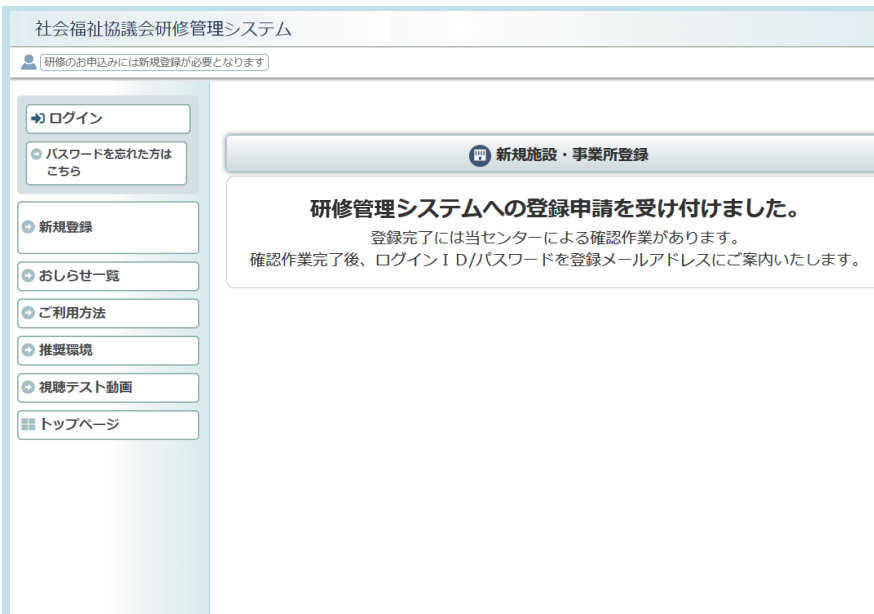 社会福祉協議会研修管理システム
研修のお申込みには新規登録が必要となります
ログイン
パスワードを忘れた方は
こちら
新規登録
おしらせ一覧
ご利用方法
推奨環境
視聴テスト動画
トップページ
新規施設・事業所登録
研修管理システムへの登録申請を受け付けました。
登録完了には当センターによる確認作業があります。
確認作業完了後、ログインＩＤ/パスワードを登録メールアドレスにご案内いたします。